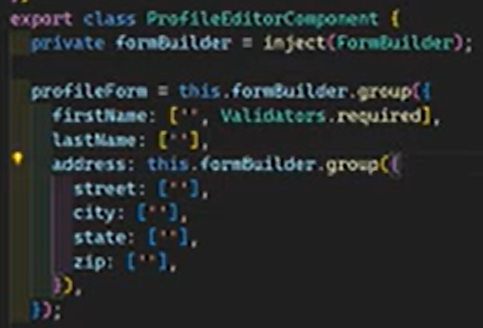 export class ProfileEditorComponent {
private formBuilder = inject(FormBuilder);
profileForm = this.formBuilder.group({
firstName: ['', Validators.required],
lastName: [''],
address: this.formBuilder.group({
street: [''],
city: [''],
state: [''],
zip: [''],
}),
});